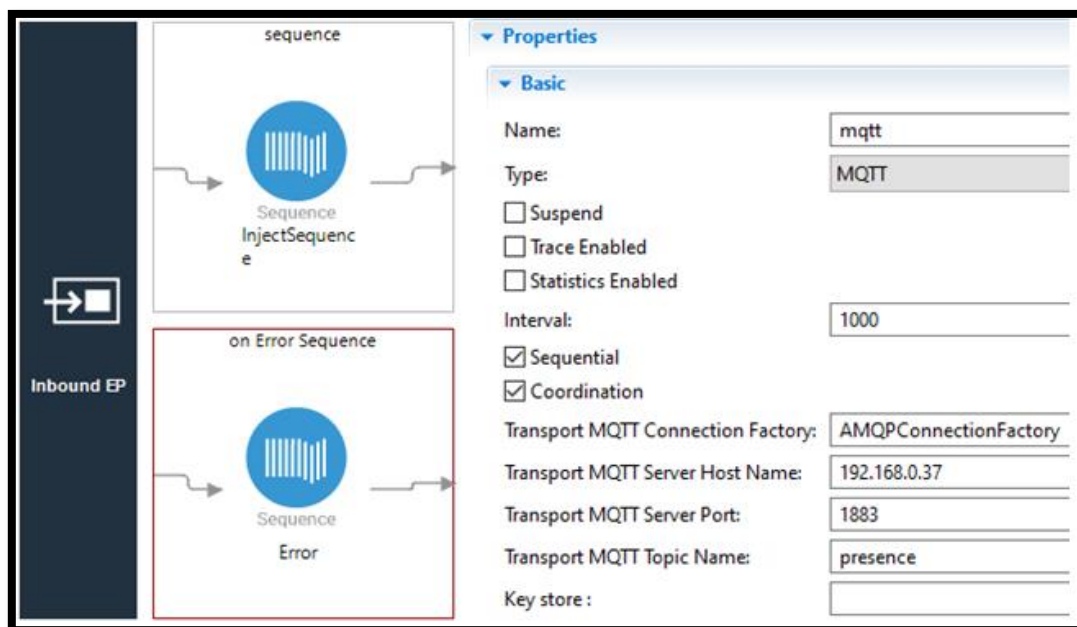 sequence
Sequence
InjectSequenc
e
Inbound EP
on Error Sequence
Sequence
Error
Properties
Basic
Name: mqtt
Type: MQTT
Suspend
Trace Enabled
Statistics Enabled
Interval: 1000
Sequential
Coordination
Transport MQTT Connection Factory: AMQPConnectionFactory
Transport MQTT Server Host Name: 192.168.0.37
Transport MQTT Server Port: 1883
Transport MQTT Topic Name: presence
Key store :